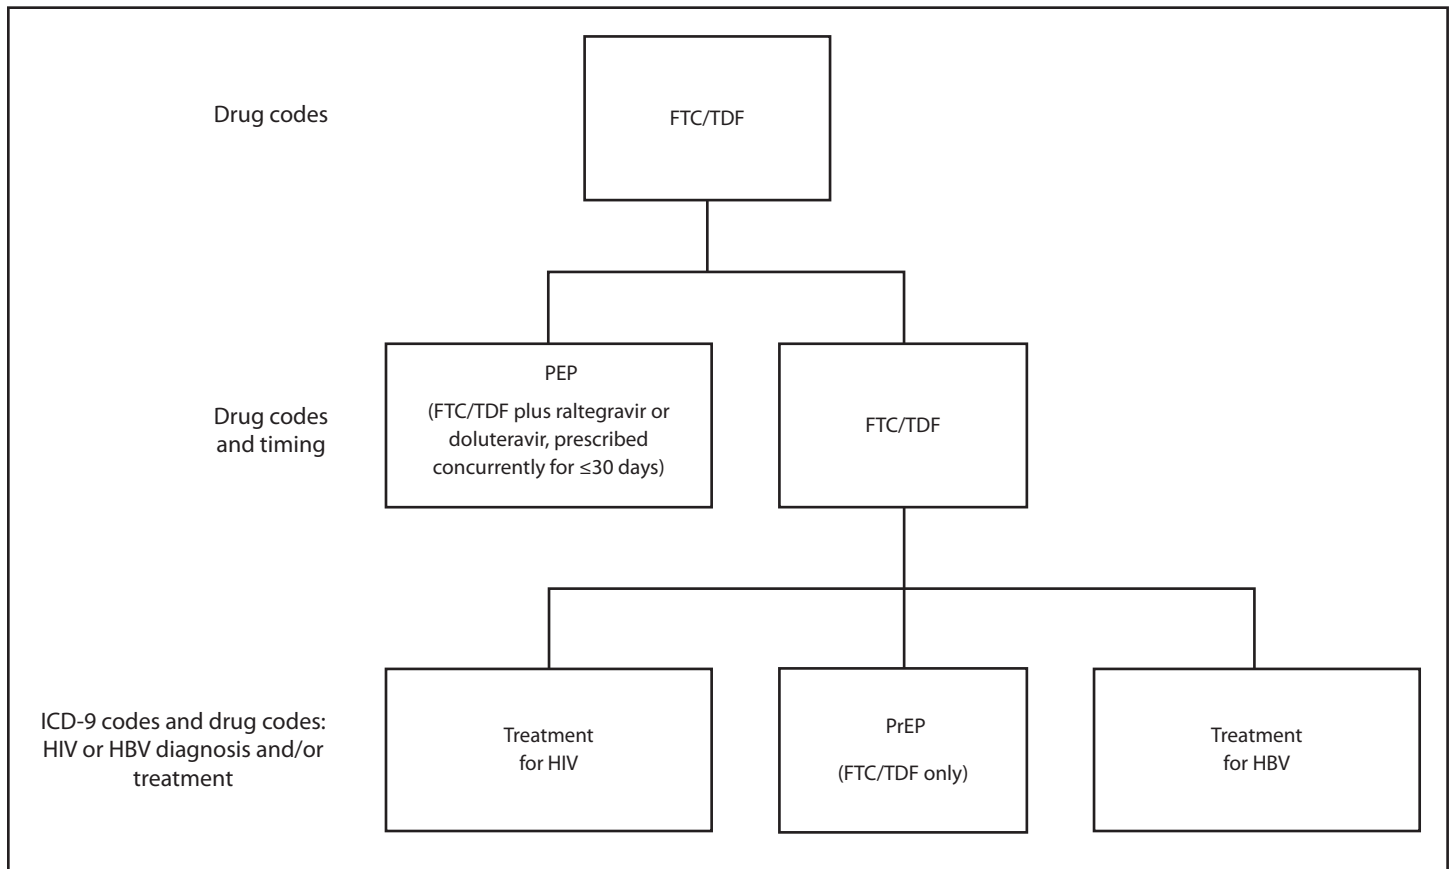 Drug codes
FTC/TDF
Drug codes
and timing
PEP
(FTC/TDF plus raltegravir or
doluteravir, prescribed
concurrently for ≤30 days)
FTC/TDF
ICD-9 codes and drug codes:
HIV or HBV diagnosis and/or
treatment
Treatment
for HIV
PrEP
(FTC/TDF only)
Treatment
for HBV